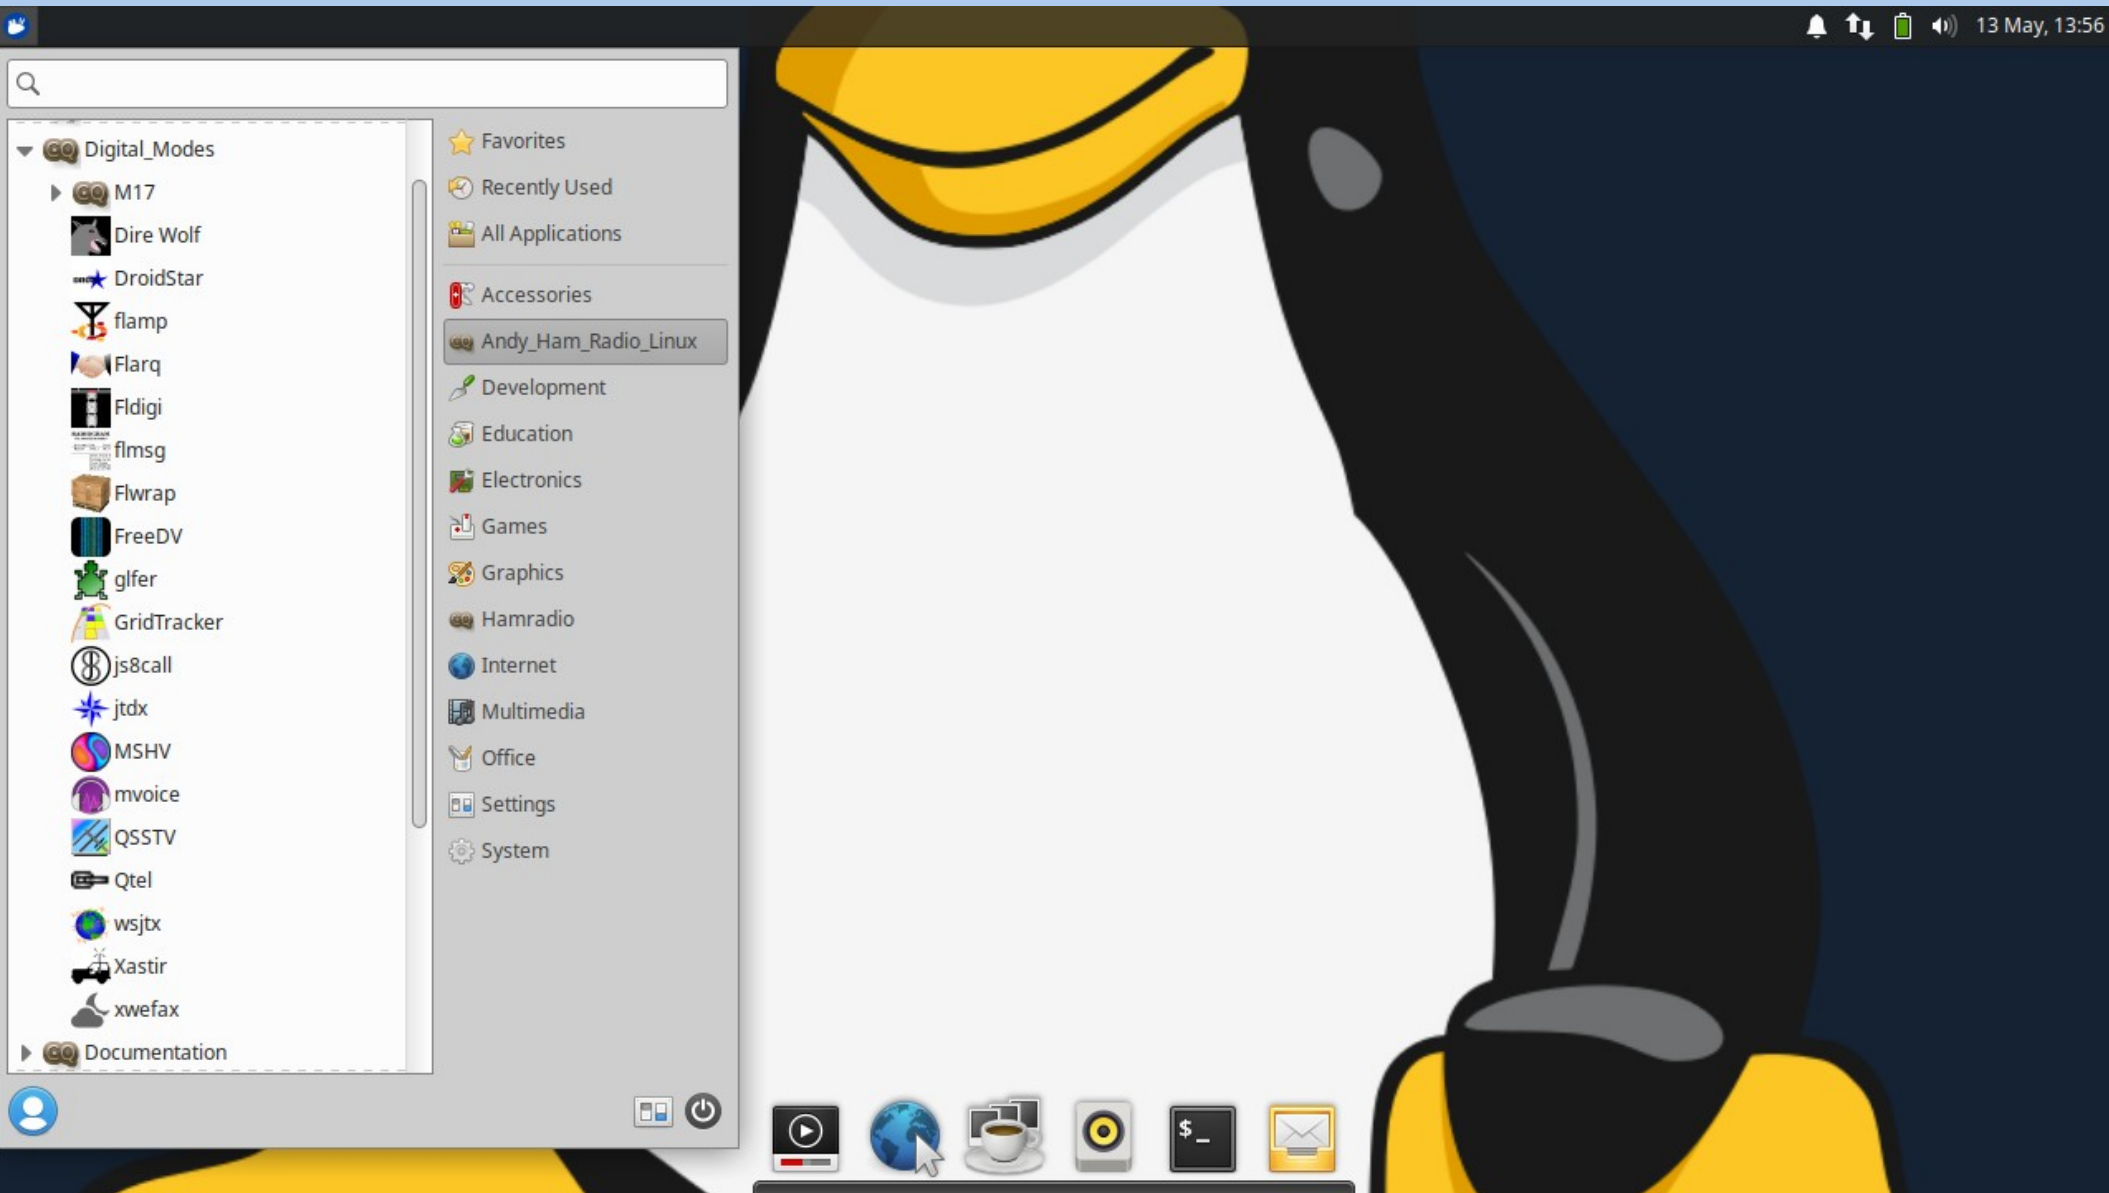 13 May, 13:56
Digital_Modes
M17
Dire Wolf
DroidStar
flamp
Flarq
Fldigi
flmsg
Flwrap
FreeDV
glfer
GridTracker
js8call
jtdx
MSHV
mvoice
QSSTV
Qtel
wsjtx
Xastir
xwefax
Documentation
Favorites
Recently Used
All Applications
Accessories
Andy_Ham_Radio_Linux
Development
Education
Electronics
Games
Graphics
Hamradio
Internet
Multimedia
Office
Settings
System
$_